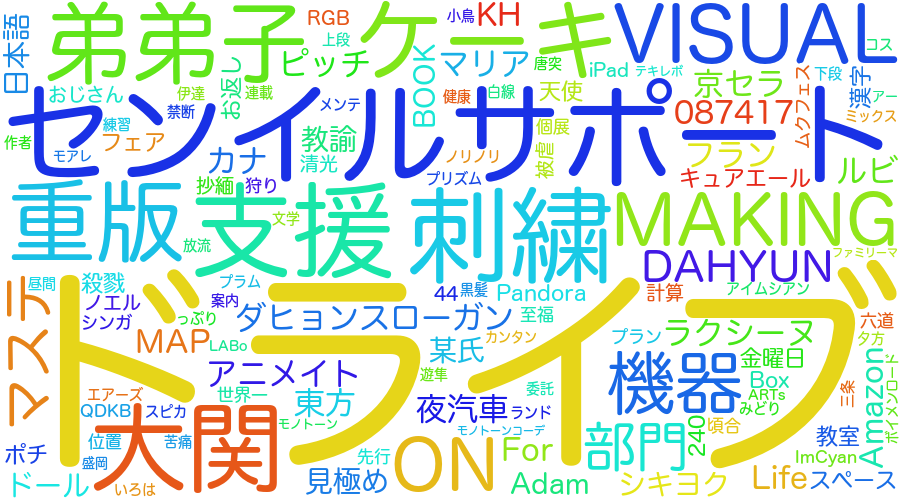 日本語
弟弟子
RGB
上段
ケーキ
小鳥
KH
VISUAL
コス
おじさん
お返し
ピッチ
BOOK
マリア
唐突
iPad
テキレボ
京セラ
下段
漢字
伊達
連載
禁断
メンテ
健康
白線
天使
087417
ムクフェス
アー
ミックス
センイルサポート
作者
練習
フェア
モアレ
カナ
教諭
清光
ノリノリ
個展
被虐
フラン
ルビ
抄緬
狩り
プリズム
キュアエール
重版
支援
文学
刺繍
MAKING
放流
DAHYUN
ファミリーマ
マステ
昼間
殺戮
ドライブ
プラム
44
黒髪
Pandora
計算
アイムシアン
ノエル
シンガ
案内
っぷり
ダヒョンスローガン
至福
六道
MAP
LABo
某氏
カンタン
プラン
ラクシーヌ
夕方
アニメイト
遊隼
機器
金曜日
エアーズ
世界一
委託
Box
ARTs
みどり
三条
Amazon
ボイメンロード
QDKB
スピカ
大関
東方
モノトーン
夜汽車
ランド
モノトーンコーデ
部門
240
頃合
教室
ImCyan
ポチ
位置
苦痛
盛岡
先行
ON
For
ドール
いろは
見極め
Adam
シキヨク
Life
スペース